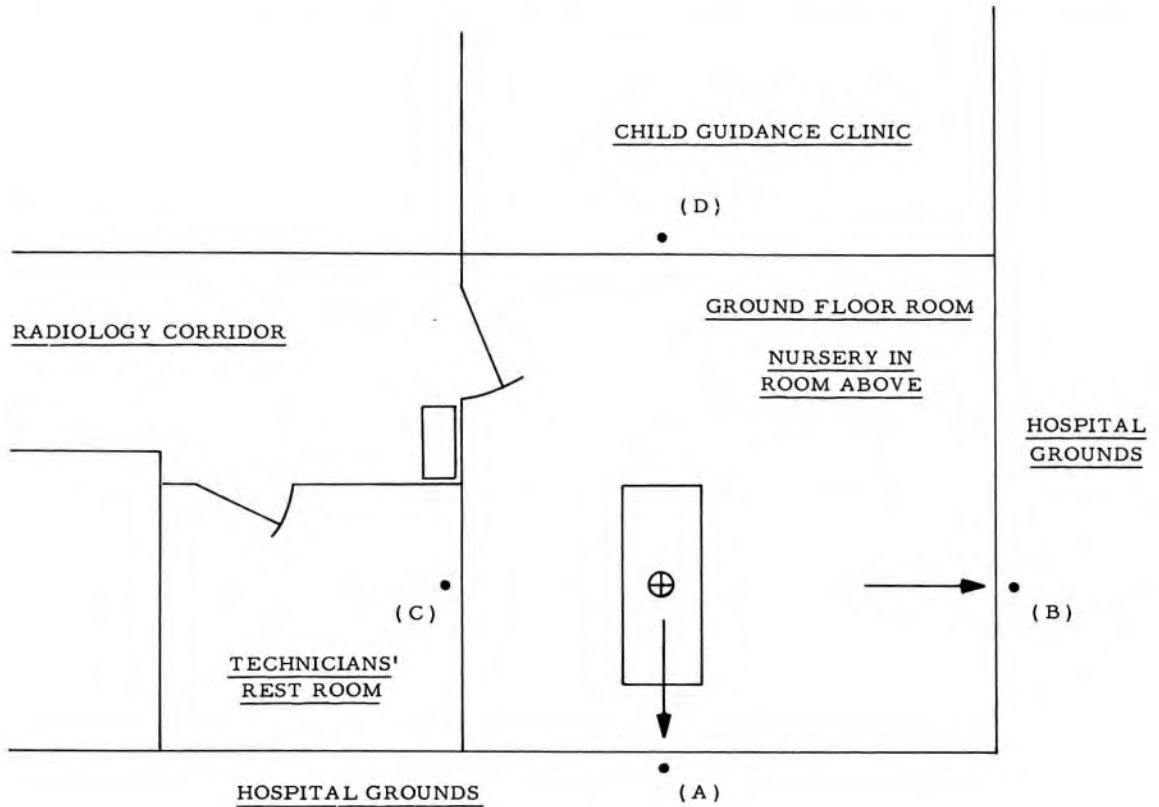 CHILD GUIDANCE CLINIC
(D)
RADIOLOGY CORRIDOR
GROUND FLOOR ROOM
NURSERY IN
ROOM ABOVE
HOSPITAL
GROUNDS
(C)
(B)
TECHNICIANS'
REST ROOM
HOSPITAL GROUNDS
(A)